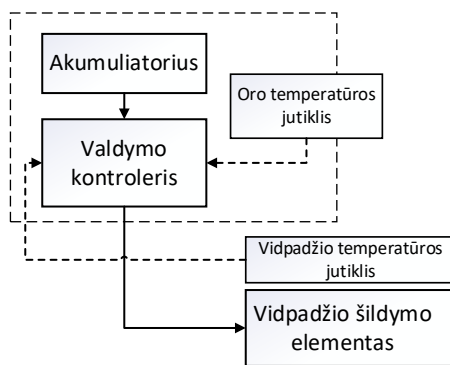 Akumuliatorius
Oro temperatūros
jutiklis
Valdymo
kontroleris
Vidpadžio temperatūros
jutiklis
Vidpadžio šildymo
elementas